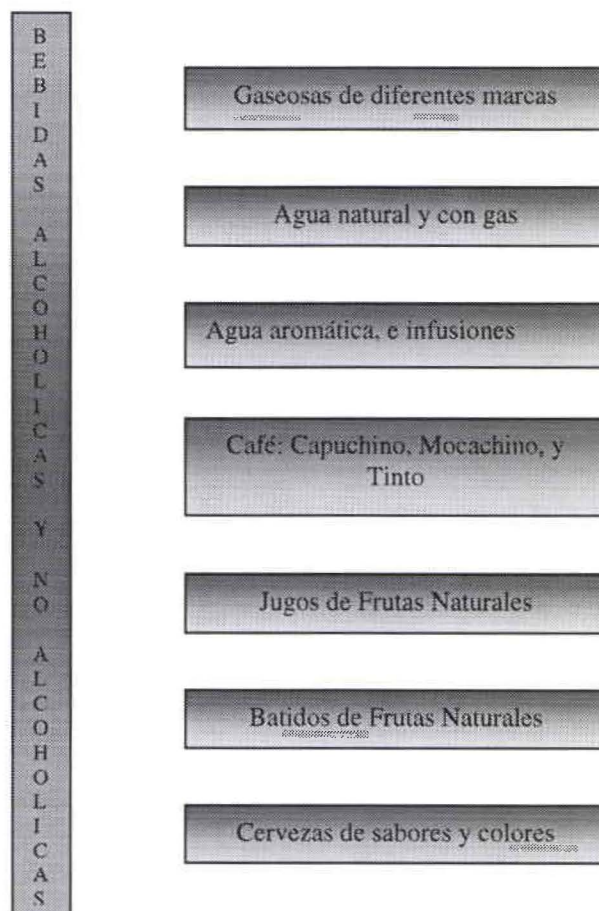 BEBIDAS ALCOHOLICAS Y NO ALCOHOLICAS
Gaseosas de diferentes marcas
Agua natural y con gas
Agua aromática, e infusiones
Café: Capuchino, Mocachino, y
Tinto
Jugos de Frutas Naturales
Batidos de Frutas Naturales
Cervezas de sabores y colores